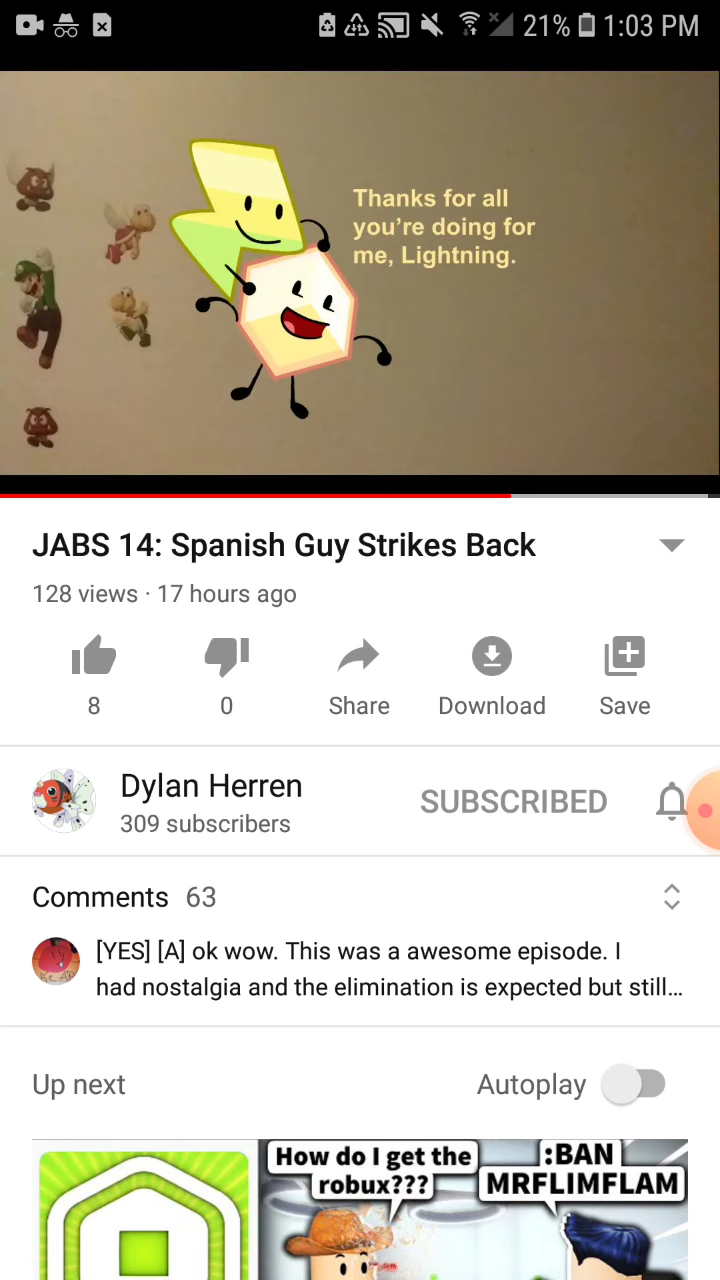 21% 1:03 PM
Thanks for all
you're doing for
me, Lightning.
JABS 14: Spanish Guy Strikes Back
128 views · 17 hours ago
8 0 Share Download Save
Dylan Herren
309 subscribers
SUBSCRIBED
Comments 63
[YES] [A] ok wow. This was a awesome episode. I
had nostalgia and the elimination is expected but still...
Up next Autoplay
How do I get the
robux???
:BAN
MRFLIMFLAM